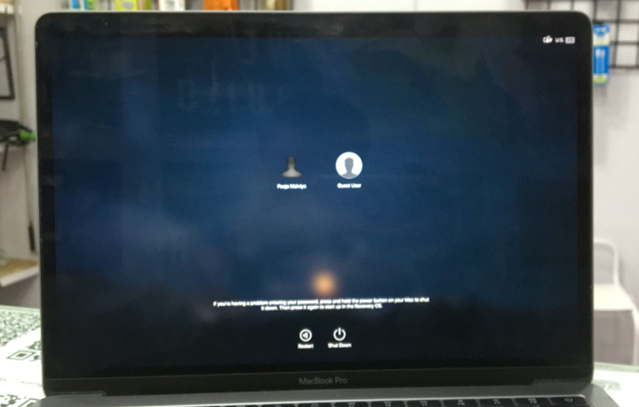 U.S.
Guest User
If you're having a problem entering your password, press and hold the power button on your Mac to shut
it down. Then press it again to start up in the Recovery OS.
Restart
Shut Down
MacBook Pro